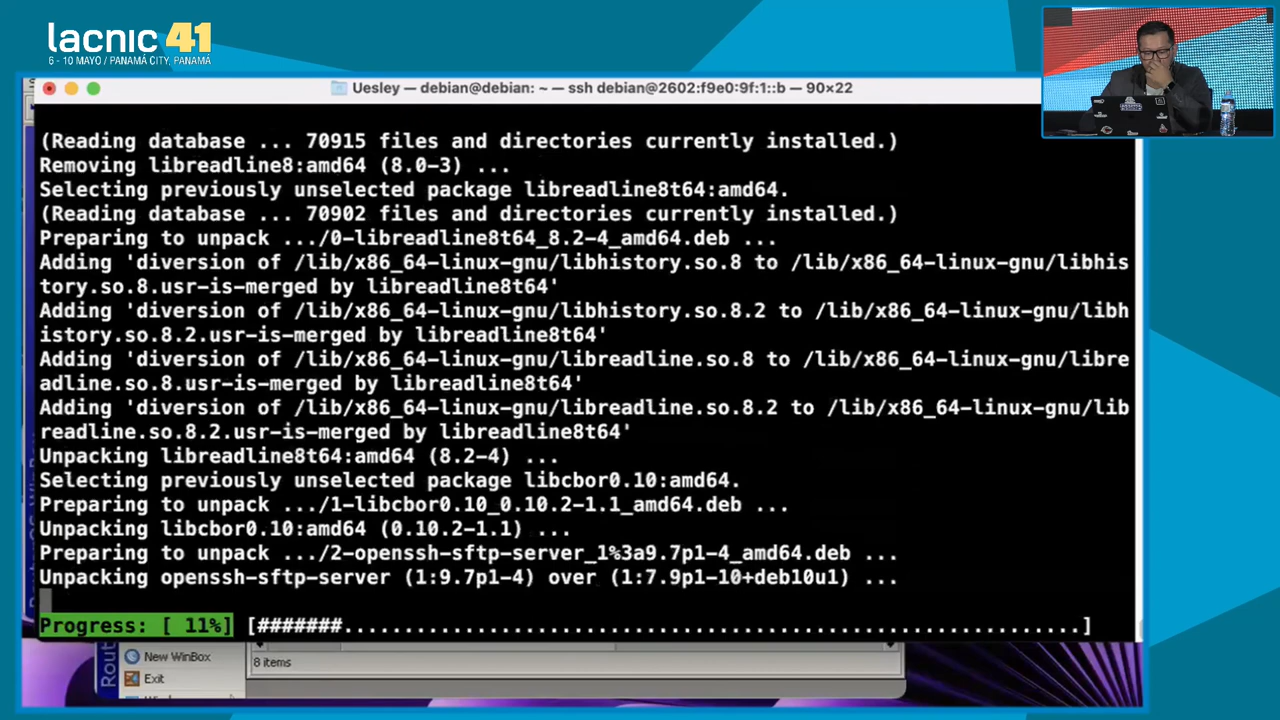 lacnic 41
6 - 10 MAYO / PANAMÁ CITY, PANAMÁ
Uesley — debian@debian: ~ — ssh debian@2602:f9e0:9f:1::b — 90×22
(Reading database ... 70915 files and directories currently installed.)
Removing libreadline8:amd64 (8.0-3) ...
Selecting previously unselected package libreadline8t64:amd64.
(Reading database ... 70902 files and directories currently installed.)
Preparing to unpack .../0-libreadline8t64_8.2-4_amd64.deb ...
Adding 'diversion of /lib/x86_64-linux-gnu/libhistory.so.8 to /lib/x86_64-linux-gnu/libhis
tory.so.8.usr-is-merged by libreadline8t64'
Adding 'diversion of /lib/x86_64-linux-gnu/libhistory.so.8.2 to /lib/x86_64-linux-gnu/libh
istory.so.8.2.usr-is-merged by libreadline8t64'
Adding 'diversion of /lib/x86_64-linux-gnu/libreadline.so.8 to /lib/x86_64-linux-gnu/libre
adline.so.8.usr-is-merged by libreadline8t64'
Adding 'diversion of /lib/x86_64-linux-gnu/libreadline.so.8.2 to /lib/x86_64-linux-gnu/lib
readline.so.8.2.usr-is-merged by libreadline8t64'
Unpacking libreadline8t64:amd64 (8.2-4) ...
Selecting previously unselected package libcbor0.10:amd64.
Preparing to unpack .../1-libcbor0.10_0.10.2-1.1_amd64.deb ...
Unpacking libcbor0.10:amd64 (0.10.2-1.1) ...
Preparing to unpack .../2-openssh-sftp-server_1%3a9.7p1-4_amd64.deb ...
Unpacking openssh-sftp-server (1:9.7p1-4) over (1:7.9p1-10+deb10u1) ...
Progress: [ 11%] [#######.............................................................]
New WinBox
8 items
Exit
Rout